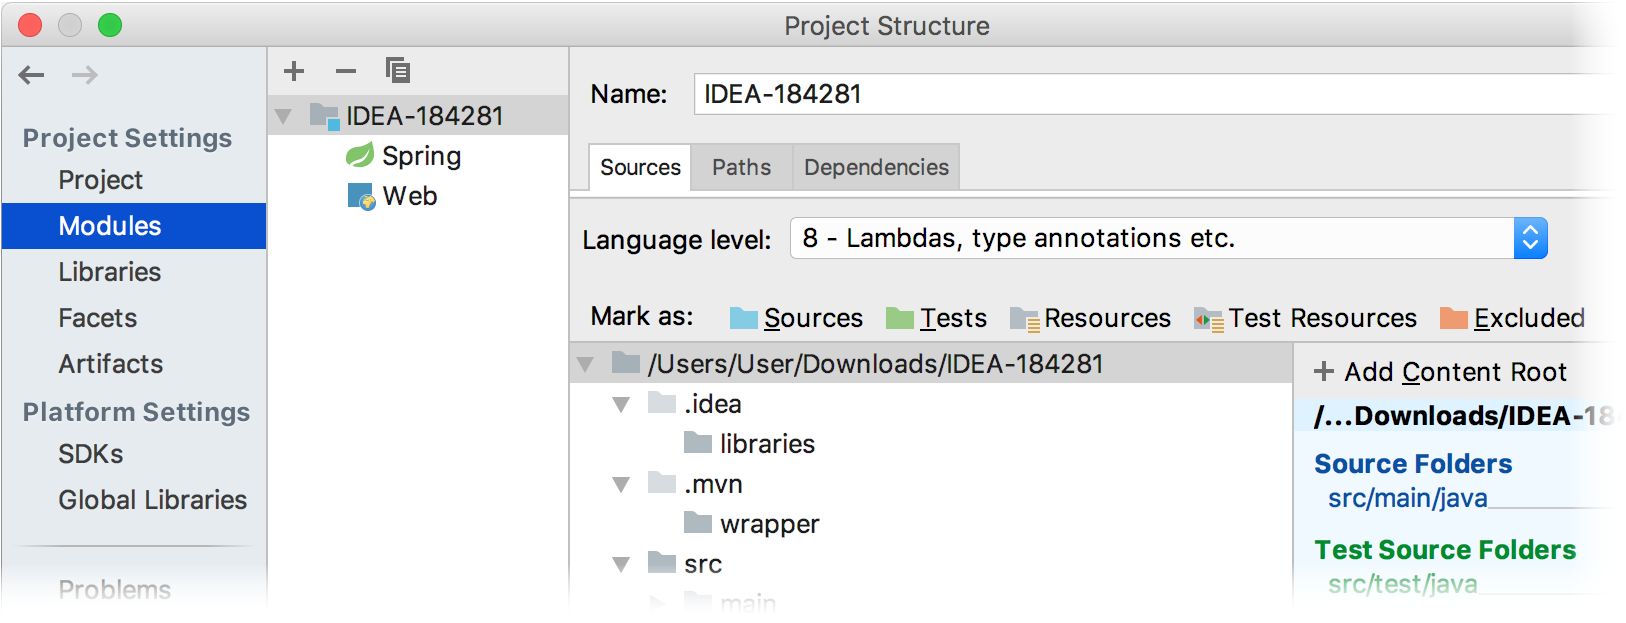 Project Structure
Project Settings
Project
Modules
Libraries
Facets
Artifacts
Platform Settings
SDKs
Global Libraries
Problems
IDEA-184281
Spring
Web
Name: IDEA-184281
Sources Paths Dependencies
Language level: 8 - Lambdas, type annotations etc.
Mark as: Sources Tests Resources Test Resources Excluded
/Users/User/Downloads/IDEA-184281
.idea
libraries
.mvn
wrapper
src
main
+ Add Content Root
/...Downloads/IDEA-184
Source Folders
src/main/java
Test Source Folders
src/test/java